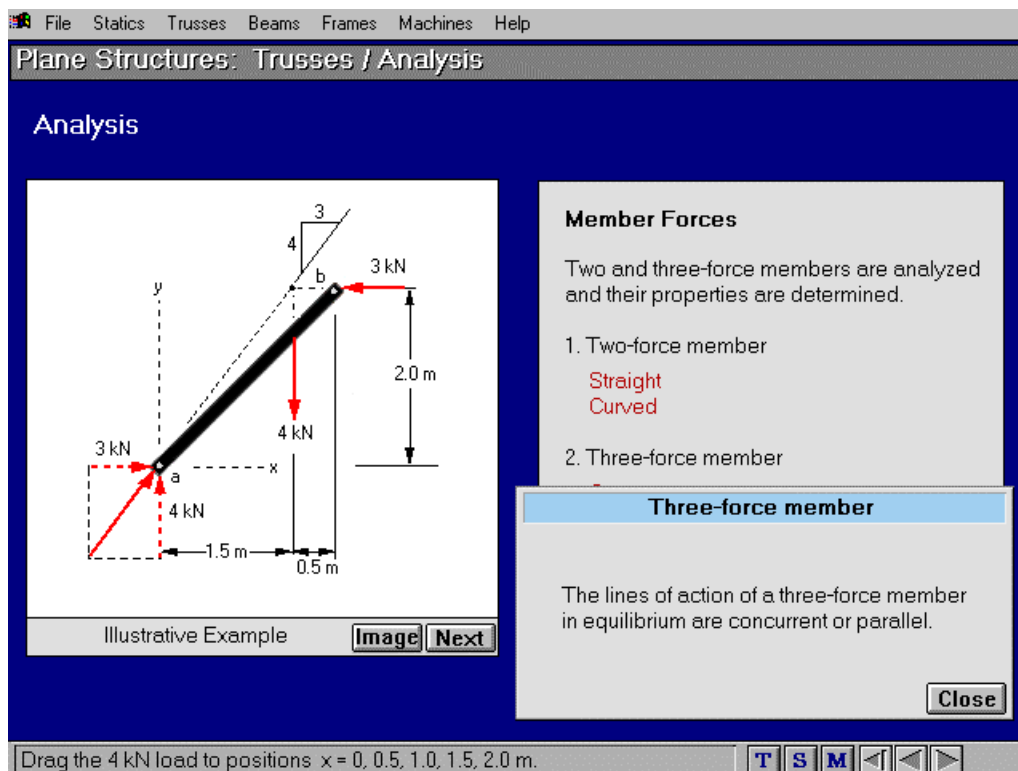 File Statics Trusses Beams Frames Machines Help
Plane Structures: Trusses / Analysis
Analysis
3
4
3 kN
b
y
2.0 m
4 kN
3 kN
x
a
4 kN
1.5 m
0.5 m
Illustrative Example Image Next
Member Forces
Two and three-force members are analyzed
and their properties are determined.
1. Two-force member
Straight
Curved
2. Three-force member
Three-force member
The lines of action of a three-force member
in equilibrium are concurrent or parallel.
Close
Drag the 4 kN load to positions x = 0, 0.5, 1.0, 1.5, 2.0 m. T S M